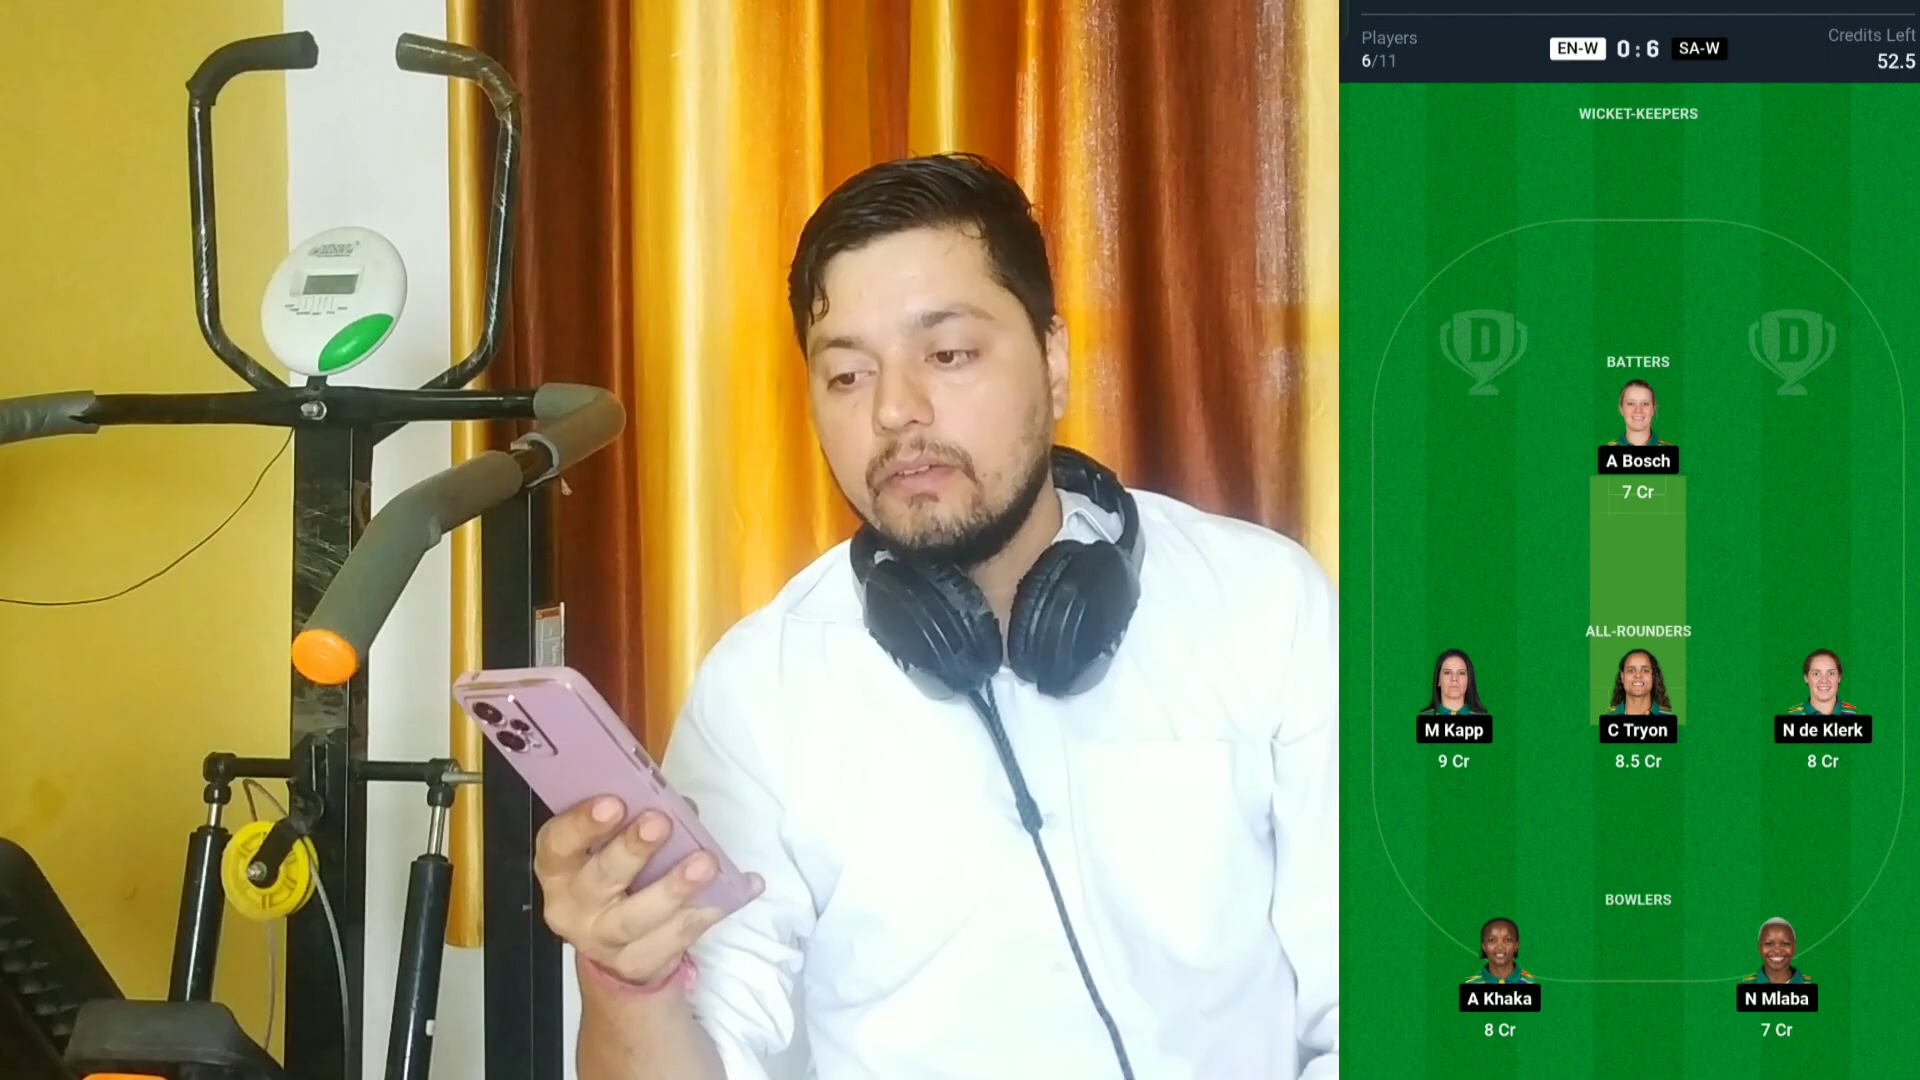 Players
6/11
EN-W 0 : 6 SA-W
Credits Left
52.5
WICKET-KEEPERS
D D
BATTERS
A Bosch
7 Cr
ALL-ROUNDERS
M Kapp C Tryon N de Klerk
9 Cr 8.5 Cr 8 Cr
BOWLERS
A Khaka N Mlaba
8 Cr 7 Cr